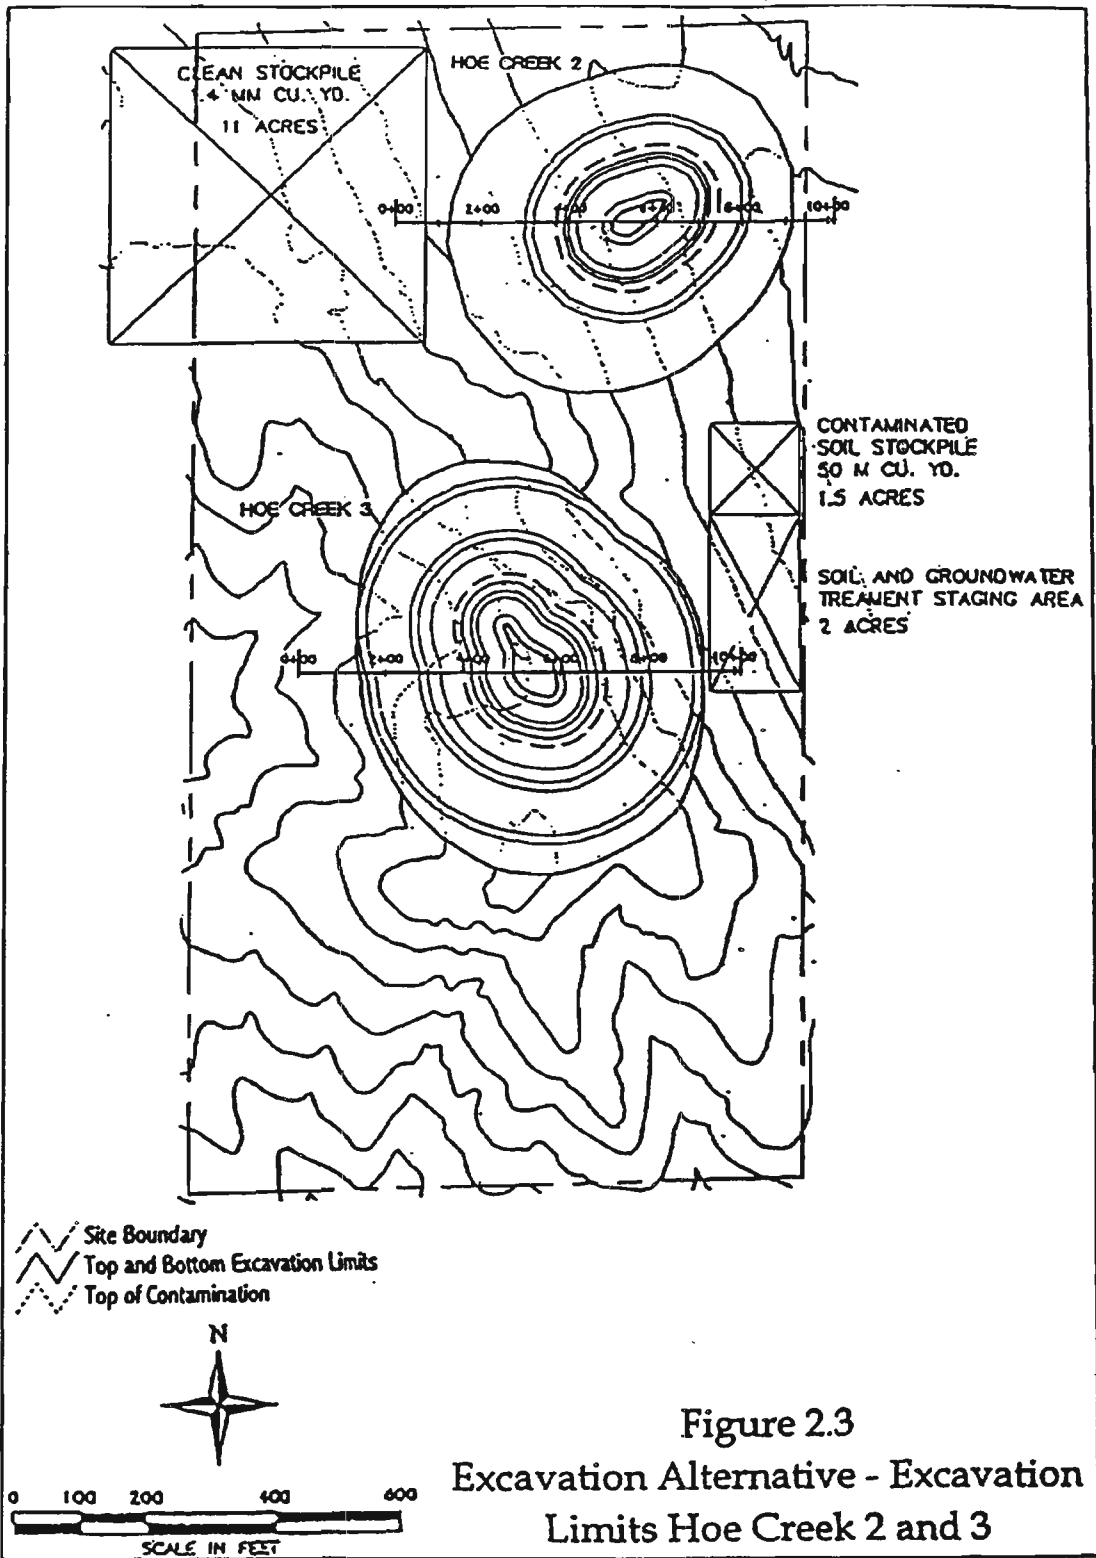 HOE CREEK 2
CLEAN STOCKPILE
.4 MM CU. YD.
11 ACRES
0+00 2+00 4+00 8+00 10+00
CONTAMINATED
SOIL STOCKPILE
50 M CU. YD.
1.5 ACRES
HOE CREEK 3
SOIL AND GROUNDWATER
TREAMENT STAGING AREA
2 ACRES
0+00 2+00 4+00 6+00 8+00 10+00
Site Boundary
Top and Bottom Excavation Limits
Top of Contamination
N
Figure 2.3
Excavation Alternative - Excavation
Limits Hoe Creek 2 and 3
0 100 200 400 600
SCALE IN FEET